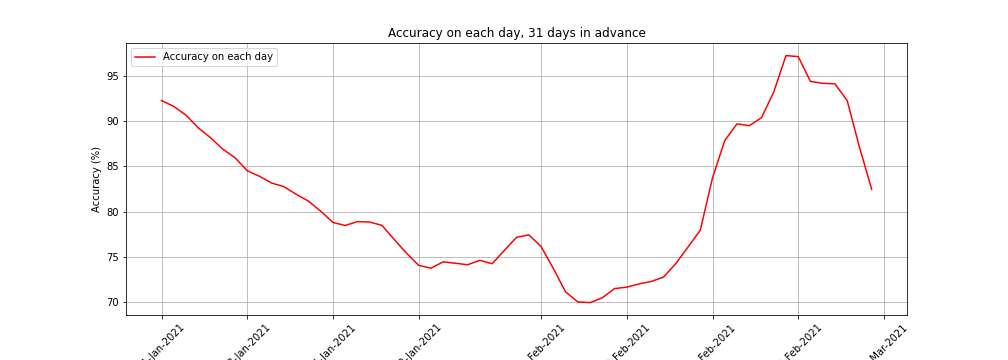 Accuracy on each day, 31 days in advance
Accuracy on each day
95
90
85
80
75
70
Accuracy (%)
-Jan-2021
-Jan-2021
-Jan-2021
-Jan-2021
Feb-2021
-Feb-2021
-Feb-2021
-Feb-2021
Mar-2021